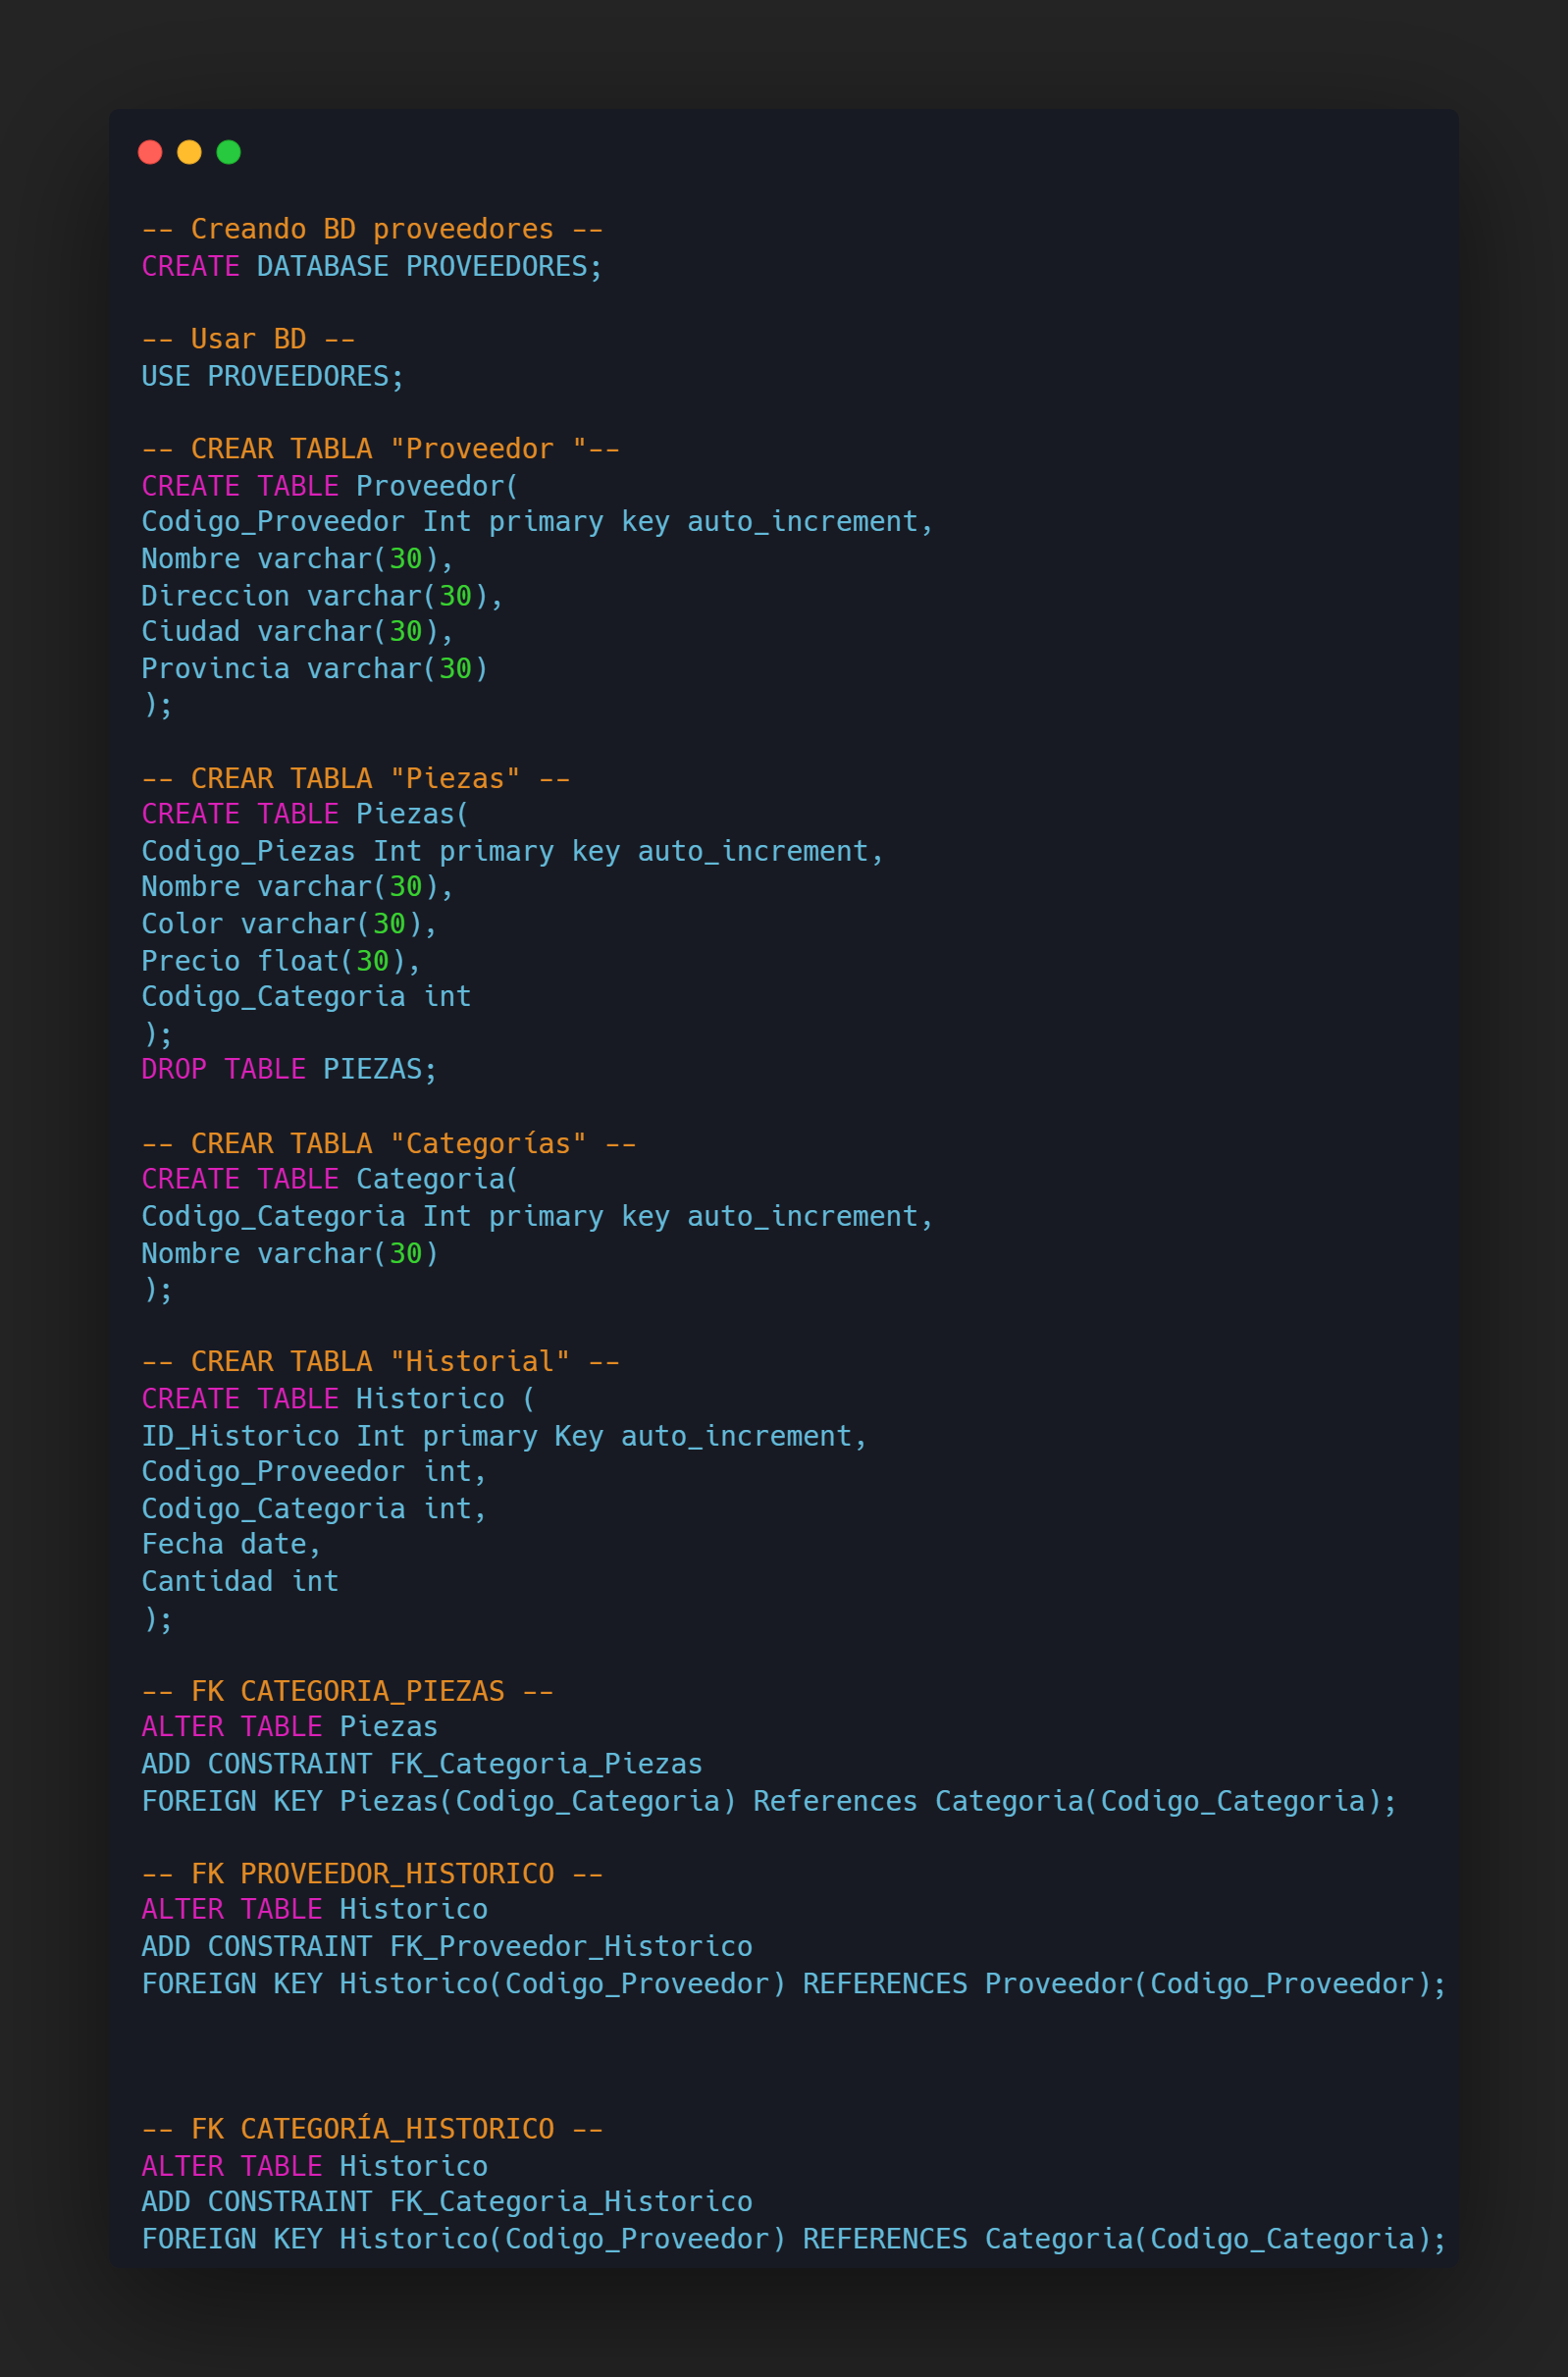 -- Creando BD proveedores --
CREATE DATABASE PROVEEDORES;
-- Usar BD --
USE PROVEEDORES;
-- CREAR TABLA "Proveedor "--
CREATE TABLE Proveedor(
Codigo_Proveedor Int primary key auto_increment,
Nombre varchar(30),
Direccion varchar(30),
Ciudad varchar(30),
Provincia varchar(30)
);
-- CREAR TABLA "Piezas" --
CREATE TABLE Piezas(
Codigo_Piezas Int primary key auto_increment,
Nombre varchar(30),
Color varchar(30),
Precio float(30),
Codigo_Categoria int
);
DROP TABLE PIEZAS;
-- CREAR TABLA "Categorías" --
CREATE TABLE Categoria(
Codigo_Categoria Int primary key auto_increment,
Nombre varchar(30)
);
-- CREAR TABLA "Historial" --
CREATE TABLE Historico (
ID_Historico Int primary Key auto_increment,
Codigo_Proveedor int,
Codigo_Categoria int,
Fecha date,
Cantidad int
);
-- FK CATEGORIA_PIEZAS --
ALTER TABLE Piezas
ADD CONSTRAINT FK_Categoria_Piezas
FOREIGN KEY Piezas(Codigo_Categoria) References Categoria(Codigo_Categoria);
-- FK PROVEEDOR_HISTORICO --
ALTER TABLE Historico
ADD CONSTRAINT FK_Proveedor_Historico
FOREIGN KEY Historico(Codigo_Proveedor) REFERENCES Proveedor(Codigo_Proveedor);
-- FK CATEGORÍA_HISTORICO --
ALTER TABLE Historico
ADD CONSTRAINT FK_Categoria_Historico
FOREIGN KEY Historico(Codigo_Proveedor) REFERENCES Categoria(Codigo_Categoria);